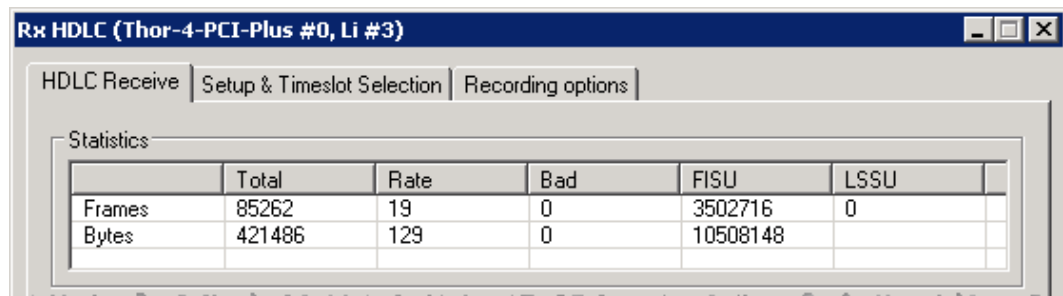 Rx HDLC (Thor-4-PCI-Plus #0, Li #3)
HDLC Receive Setup & Timeslot Selection Recording options
Statistics
Total Rate Bad FISU LSSU
Frames 85262 19 0 3502716 0
Bytes 421486 129 0 10508148